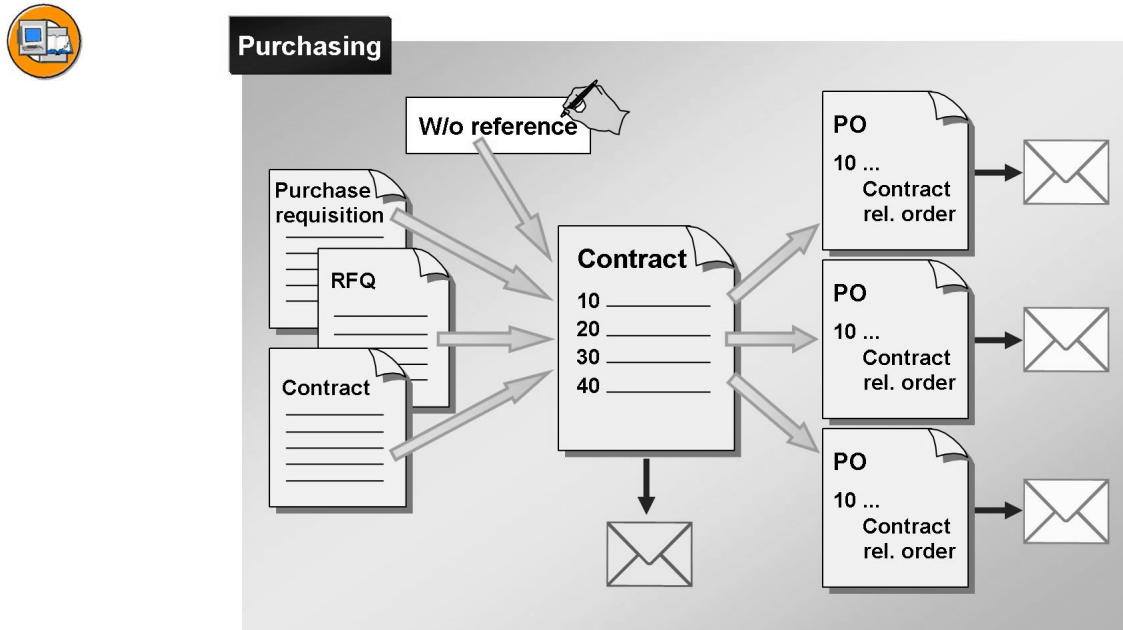 Purchasing
W/o reference
Purchase
requisition
RFQ
Contract
Contract
10
20
30
40
PO
10 ...
Contract
rel. order
PO
10 ...
Contract
rel. order
PO
10 ...
Contract
rel. order